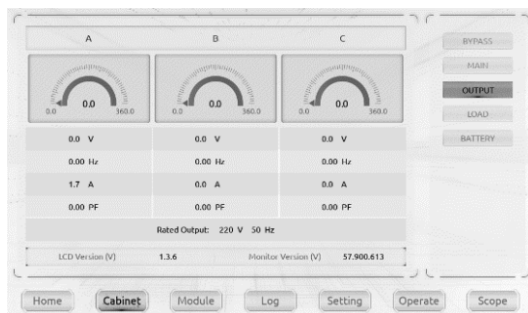 A B C BYPASS
MAIN
0.0 0.0 360.0 0.0 0.0 360.0 0.0 0.0 360.0
OUTPUT
LOAD
0.0 V 0.0 V 0.0 V BATTERY
0.00 Hz 0.00 Hz 0.00 Hz
1.7 A 0.0 A 0.0 A
0.00 PF 0.00 PF 0.00 PF
Rated Output: 220 V 50 Hz
LCD Version (V) 1.3.6 Monitor Version (V) 57.900.613
Home Cabinet Module Log Setting Operate Scope